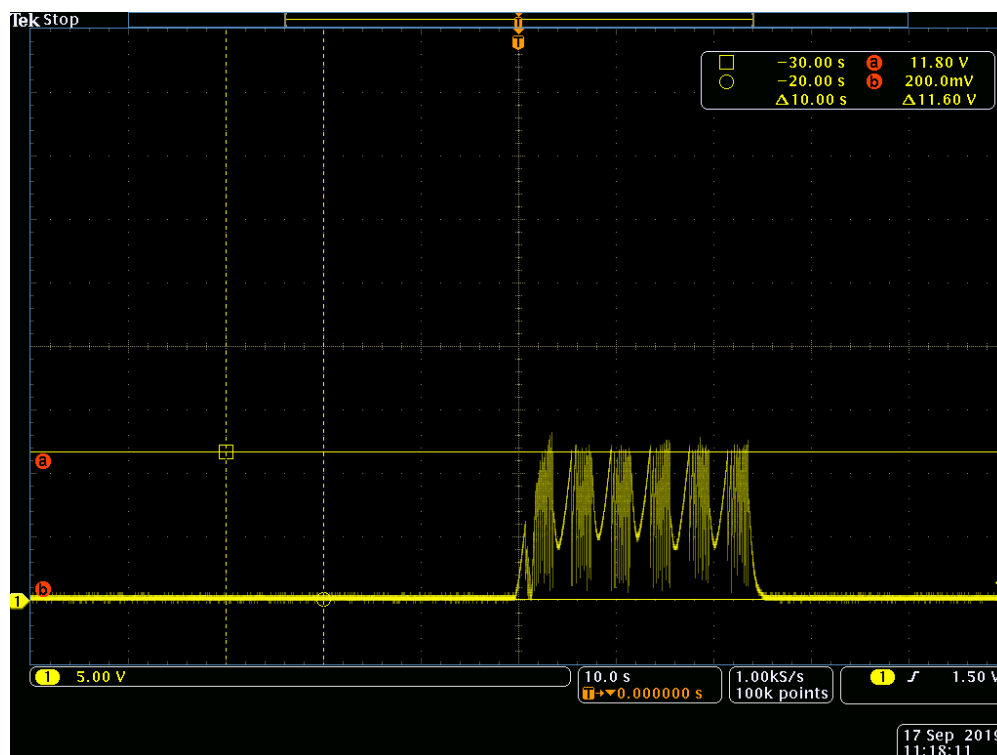 Tek Stop
T
T
−30.00 s a 11.80 V
−20.00 s b 200.0mV
Δ10.00 s Δ11.60 V
a
b
1
1 5.00 V
10.0 s
T→▼0.000000 s
1.00kS/s
100k points
1 1.50 V
17 Sep 2019
11:18:11